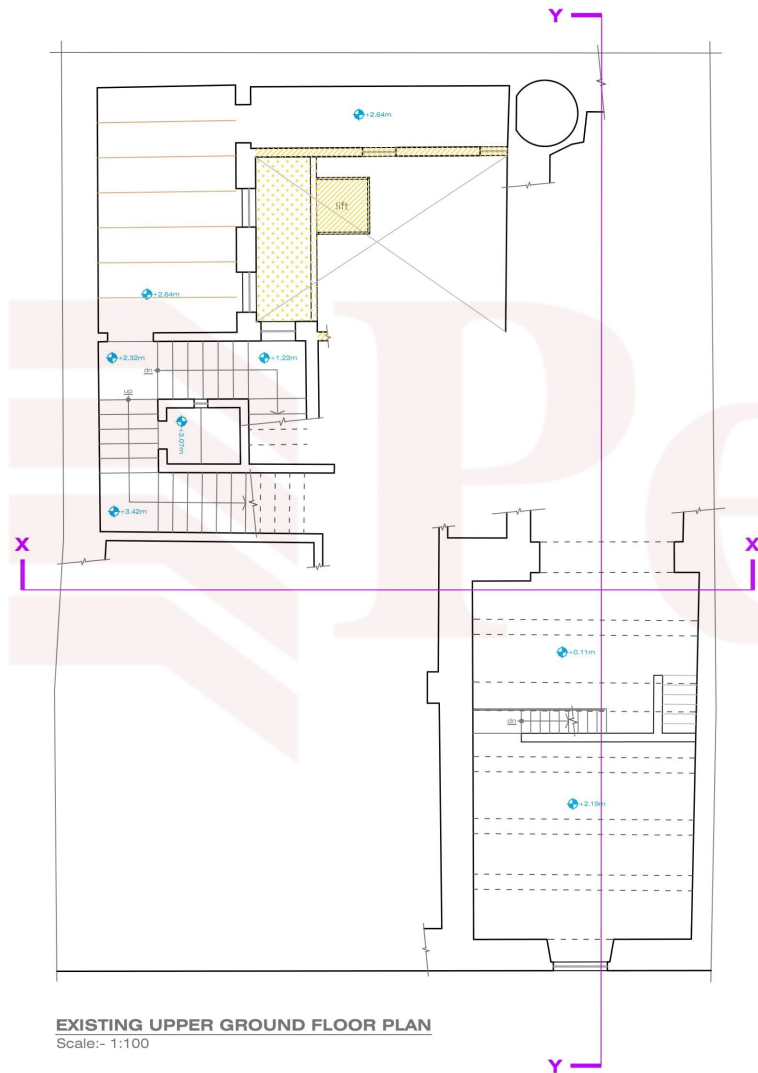 Y
+2.64m
lift
+2.64m
+2.32m
+1.22m
dn
up
+3.07m
+3.42m
X
X
Pe
+0.11m
dn
+2.19m
EXISTING UPPER GROUND FLOOR PLAN
Scale:- 1:100
Y